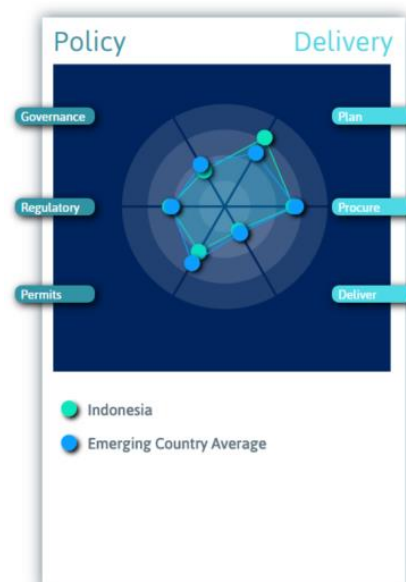 Policy Delivery
Governance Plan
Regulatory Procure
Permits Deliver
Indonesia
Emerging Country Average